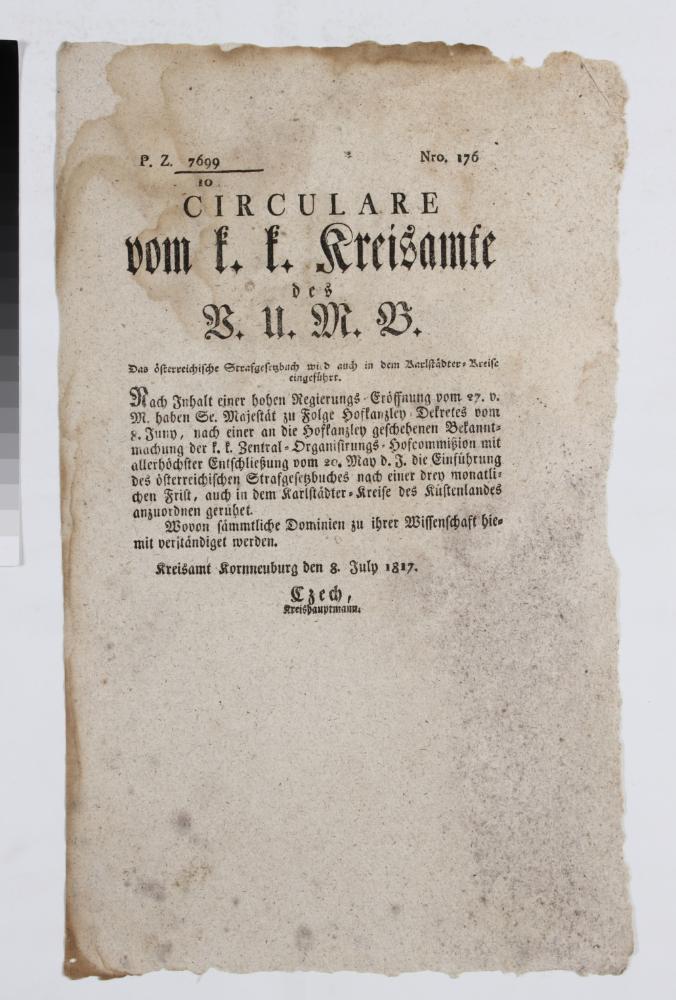 P. Z. 7699 Nro. 176
10
CIRCULARE
vom k. k. Kreisamte
des
V. U. M. B.
Das österreichische Strafgesetzbuch wird auch in dem Karlstädter-Kreise
eingeführt.
Nach Inhalt einer hohen Regierungs-Eröffnung vom 27. v.
M. haben Se. Majestät zu Folge Hofkanzley-Dekretes vom
8. Juny, nach einer an die Hofkanzley geschehenen Bekannt-
machung der k. k. Zentral-Organisirungs-Hofcommißion mit
allerhöchster Entschließung vom 20. May d. J. die Einführung
des österreichischen Strafgesetzbuches nach einer drey monatli-
chen Frist, auch in dem Karlstädter-Kreise des Küstenlandes
anzuordnen geruhet.
Wovon sämmtliche Dominien zu ihrer Wissenschaft hie-
mit verständiget werden.
Kreisamt Kornneuburg den 8. July 1817.
Czech,
Kreishauptmann.